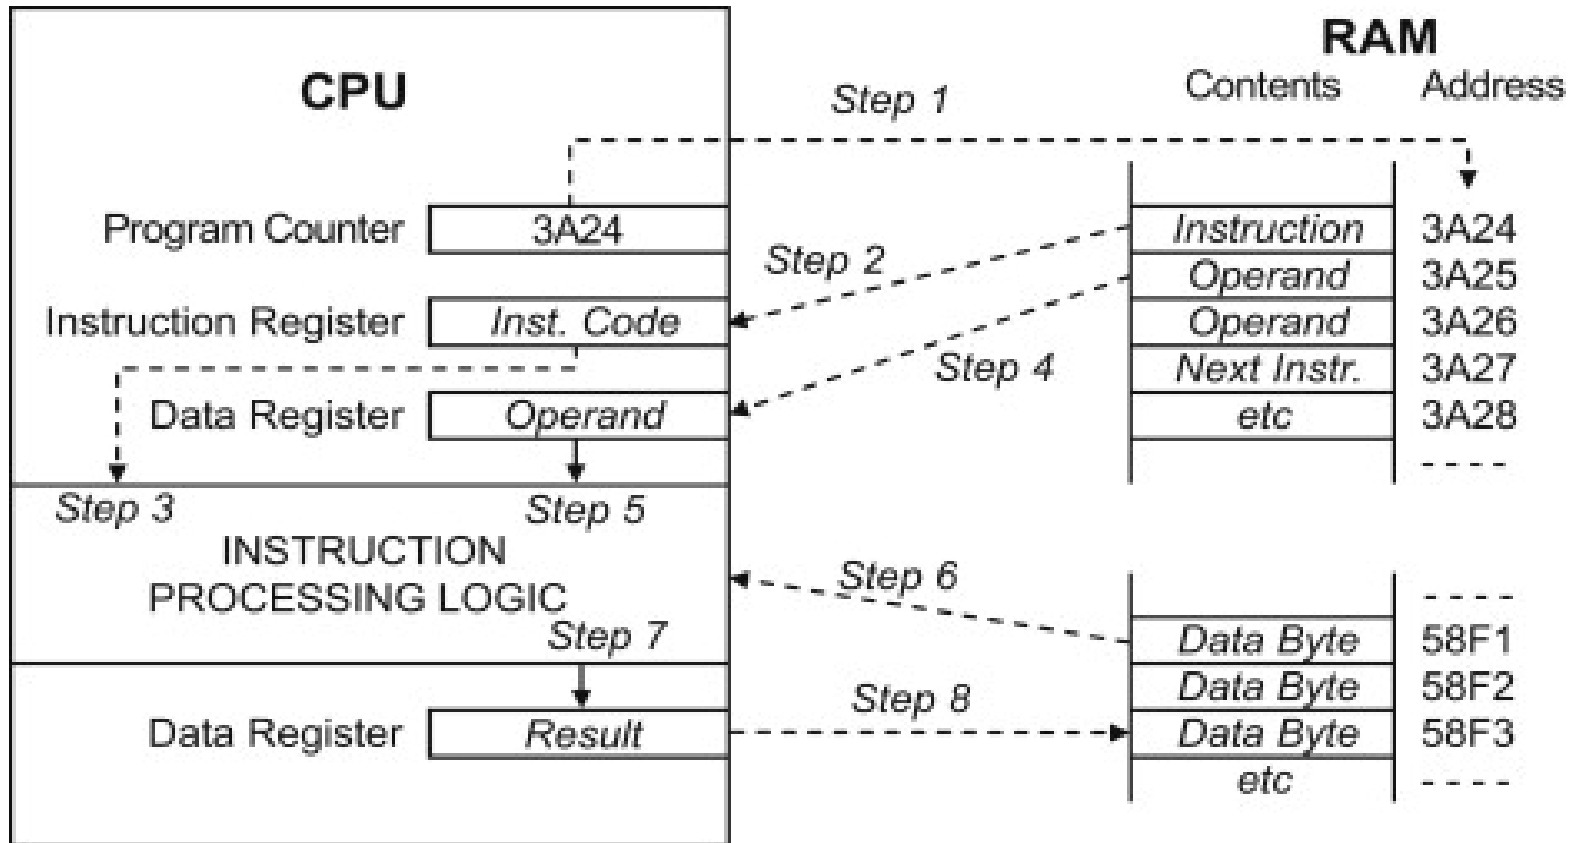 RAM
CPU
Contents Address
Step 1
Program Counter 3A24
Instruction 3A24
Step 2
Operand 3A25
Instruction Register Inst. Code
Operand 3A26
Step 4
Next Instr. 3A27
Data Register Operand
etc 3A28
- - - -
Step 3 Step 5
INSTRUCTION
PROCESSING LOGIC
Step 6
- - - -
Step 7
Data Byte 58F1
Data Byte 58F2
Step 8
Data Register Result
Data Byte 58F3
etc - - - -